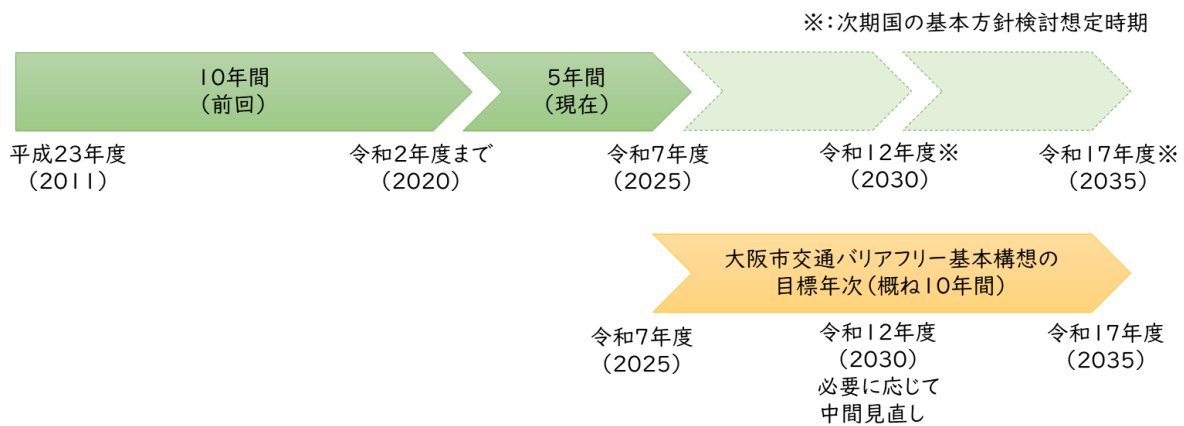 ※：次期国の基本方針検討想定時期
10年間
（前回）
5年間
（現在）
平成23年度
（2011）
令和2年度まで
（2020）
令和7年度
（2025）
令和12年度※
（2030）
令和17年度※
（2035）
大阪市交通バリアフリー基本構想の
目標年次（概ね10年間）
令和7年度
（2025）
令和12年度
（2030）
必要に応じて
中間見直し
令和17年度
（2035）